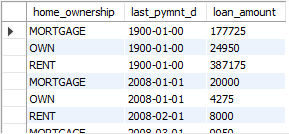 home_ownership last_pymnt_d loan_amount
MORTGAGE 1900-01-00 177725
OWN 1900-01-00 24950
RENT 1900-01-00 387175
MORTGAGE 2008-01-01 20000
OWN 2008-01-01 4275
RENT 2008-02-01 8000